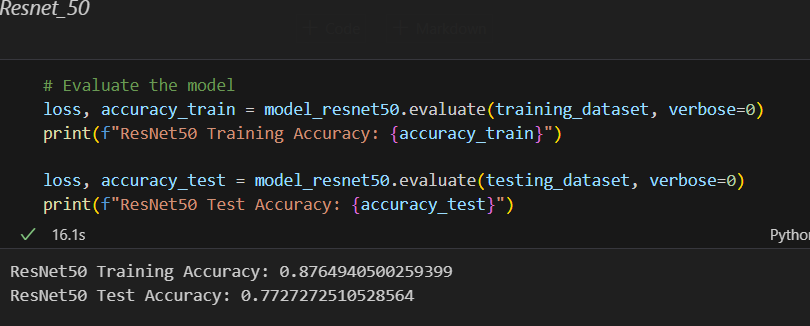 Resnet_50
+ Code + Markdown
# Evaluate the model
loss, accuracy_train = model_resnet50.evaluate(training_dataset, verbose=0)
print(f"ResNet50 Training Accuracy: {accuracy_train}")
loss, accuracy_test = model_resnet50.evaluate(testing_dataset, verbose=0)
print(f"ResNet50 Test Accuracy: {accuracy_test}")
16.1s
Pytho
ResNet50 Training Accuracy: 0.8764940500259399
ResNet50 Test Accuracy: 0.7727272510528564